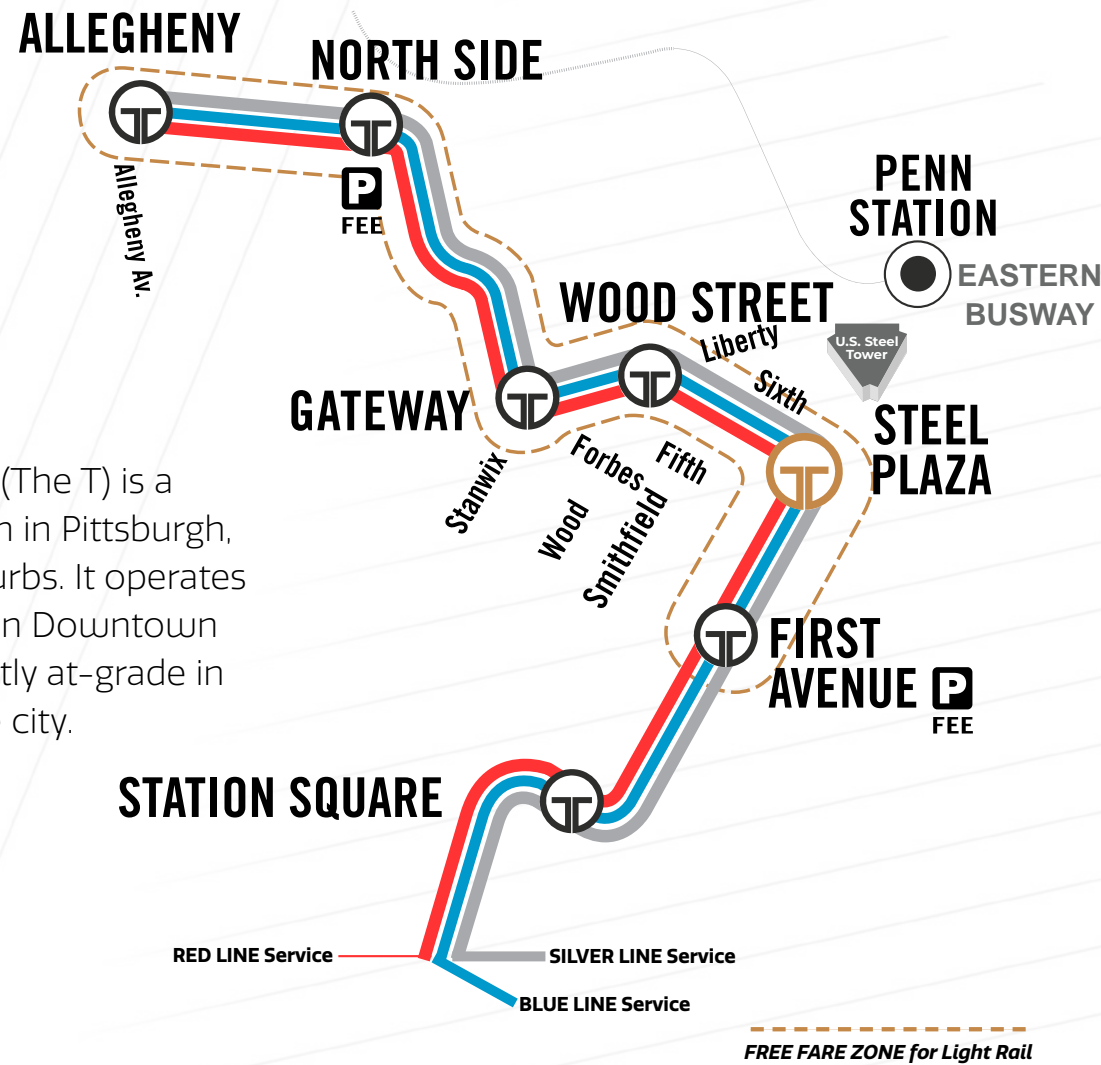 ALLEGHENY
NORTH SIDE
P
FEE
Allegheny Av.
PENN
STATION
EASTERN
BUSWAY
WOOD STREET
Liberty
U.S. Steel
Tower
Sixth
GATEWAY
STEEL
PLAZA
Stanwix
Forbes
Fifth
Wood
Smithfield
(The T) is a
n in Pittsburgh,
urbs. It operates
n Downtown
tly at-grade in
city.
FIRST
AVENUE P
FEE
STATION SQUARE
RED LINE Service
SILVER LINE Service
BLUE LINE Service
FREE FARE ZONE for Light Rail